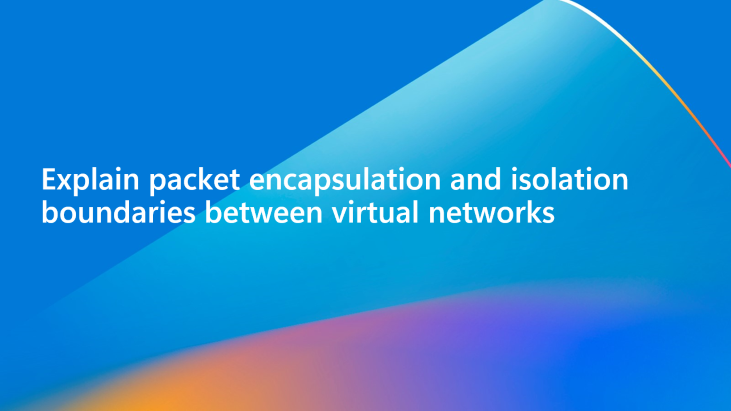 Explain packet encapsulation and isolation
boundaries between virtual networks